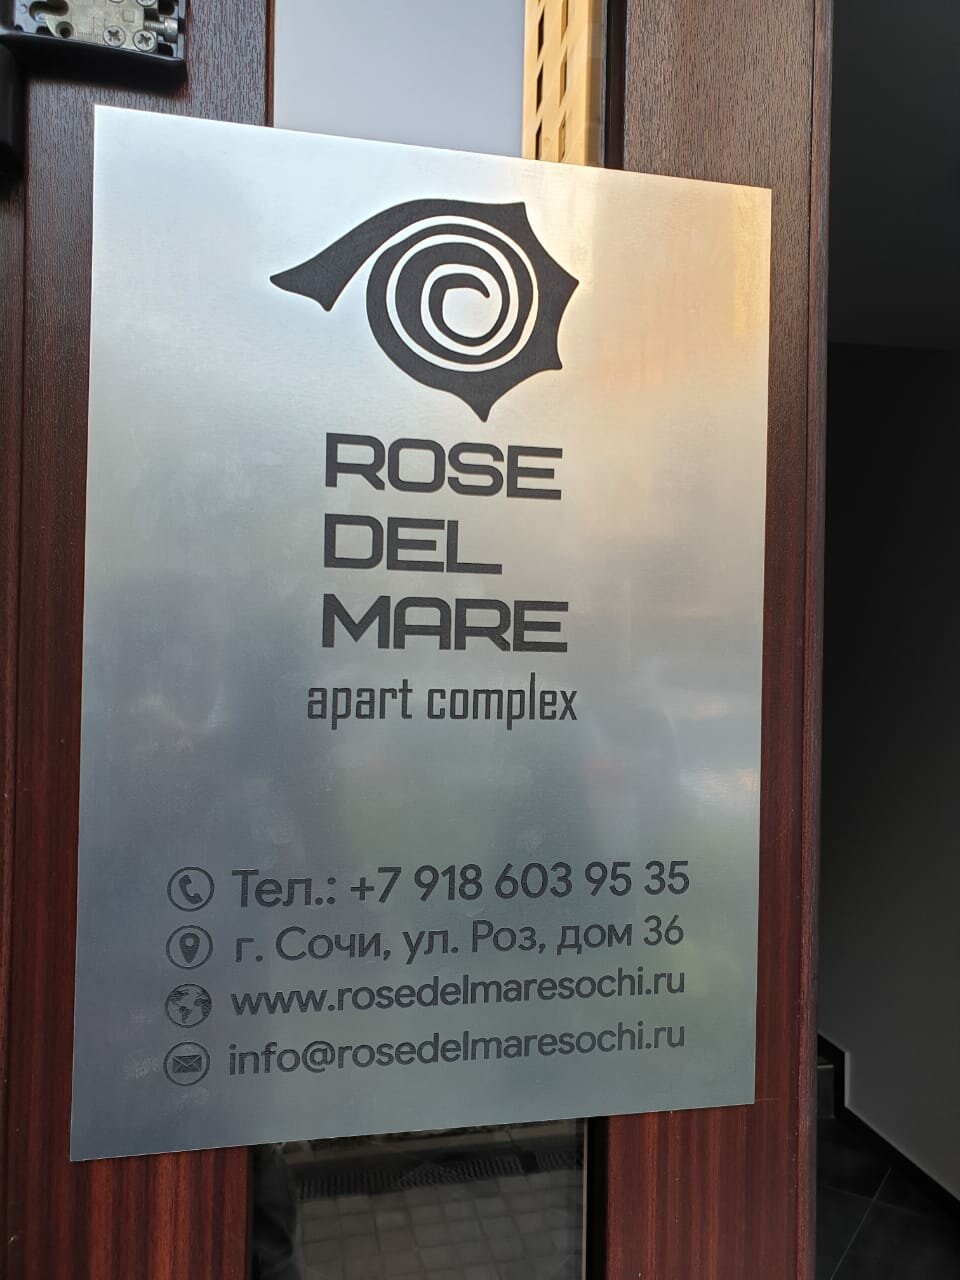 ROSE
DEL
MARE
apart complex
Тел.: +7 918 603 95 35
г. Сочи, ул. Роз, дом 36
www.rosedelmaresochi.ru
info@rosedelmaresochi.ru